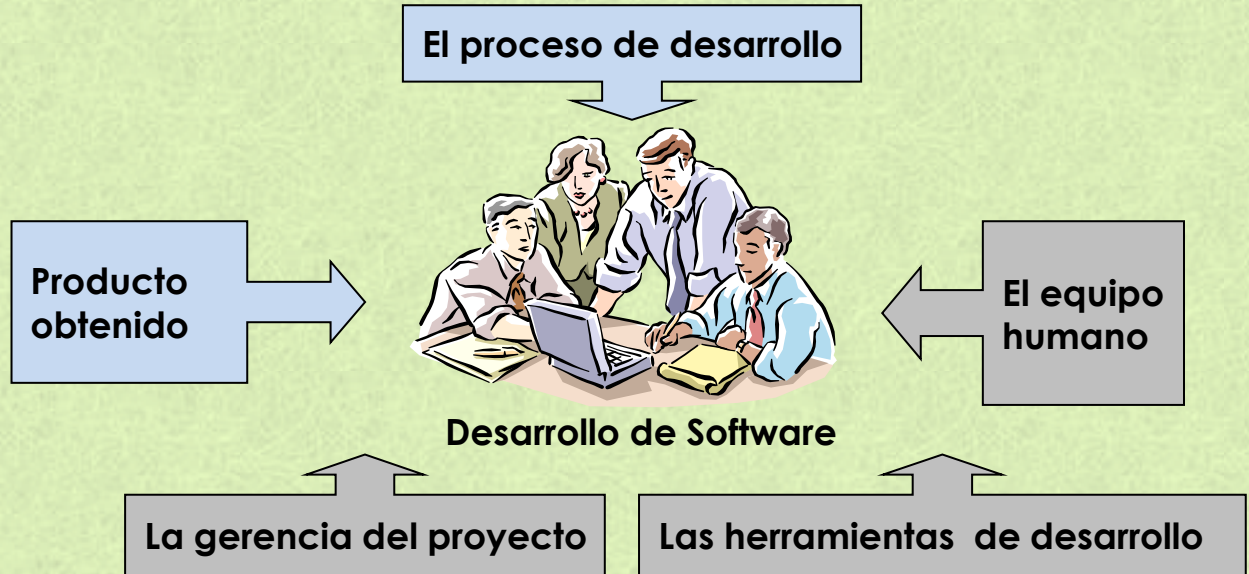 El proceso de desarrollo
Producto
obtenido
El equipo
humano
Desarrollo de Software
La gerencia del proyecto
Las herramientas de desarrollo